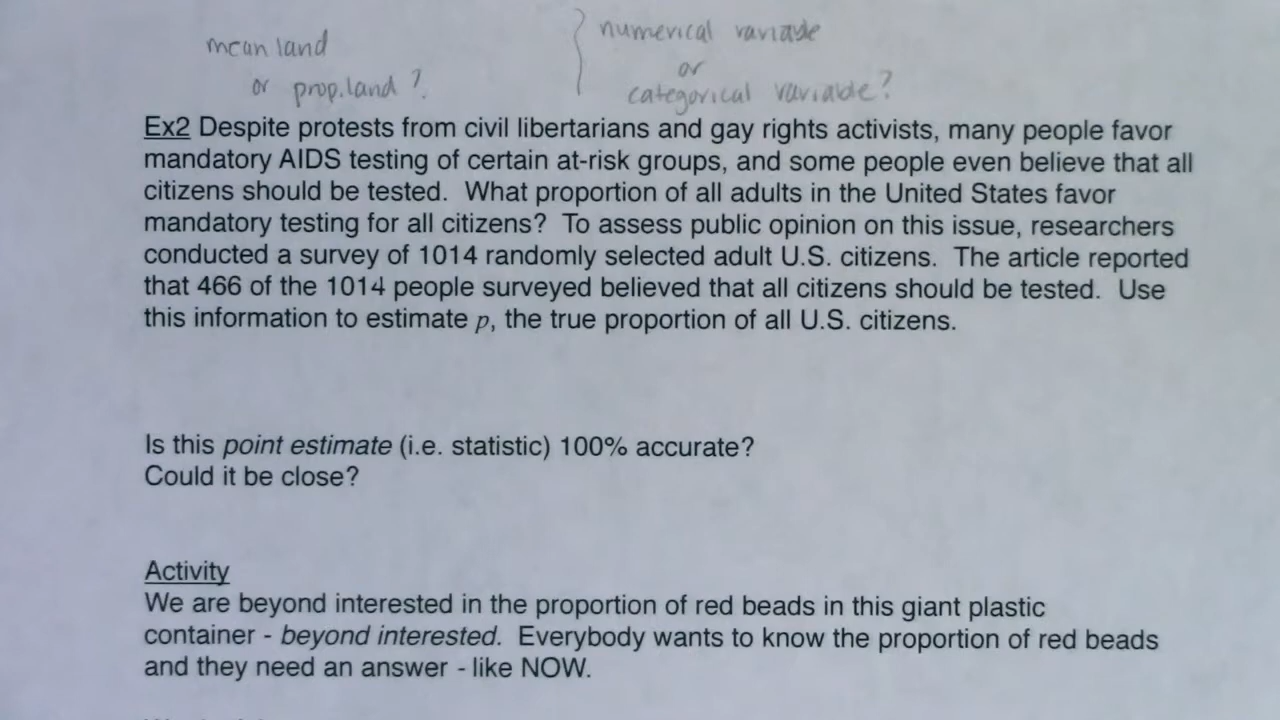 mean land
or prop.land?
numerical variable
or
categorical variable?
Ex2 Despite protests from civil libertarians and gay rights activists, many people favor
mandatory AIDS testing of certain at-risk groups, and some people even believe that all
citizens should be tested.  What proportion of all adults in the United States favor
mandatory testing for all citizens?  To assess public opinion on this issue, researchers
conducted a survey of 1014 randomly selected adult U.S. citizens.  The article reported
that 466 of the 1014 people surveyed believed that all citizens should be tested.  Use
this information to estimate p, the true proportion of all U.S. citizens.
Is this point estimate (i.e. statistic) 100% accurate?
Could it be close?
Activity
We are beyond interested in the proportion of red beads in this giant plastic
container - beyond interested.  Everybody wants to know the proportion of red beads
and they need an answer - like NOW.